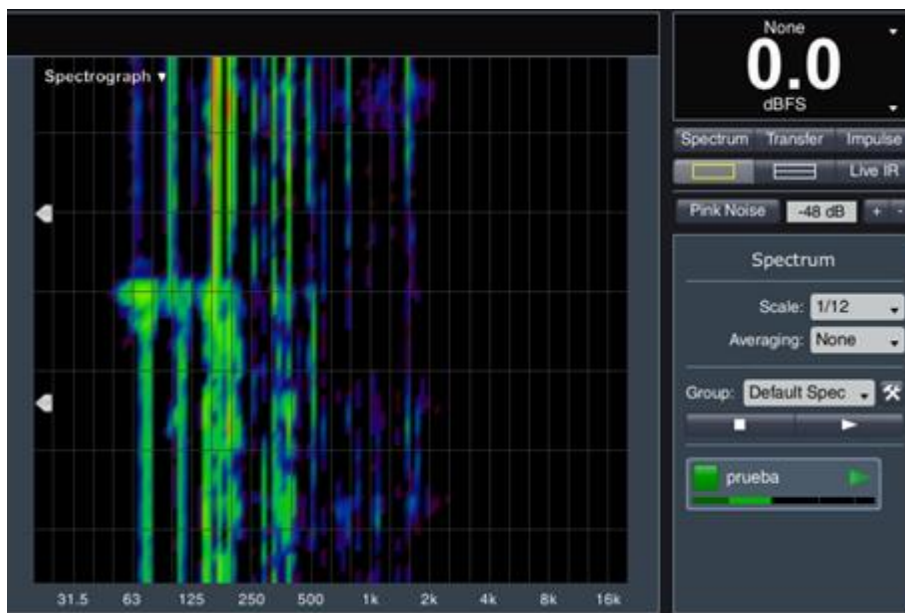 Spectrograph
None
0.0
dBFS
Spectrum Transfer Impulse
Live IR
Pink Noise -48 dB + -
Spectrum
Scale: 1/12
Averaging: None
Group: Default Spec
prueba
31.5 63 125 250 500 1k 2k 4k 8k 16k